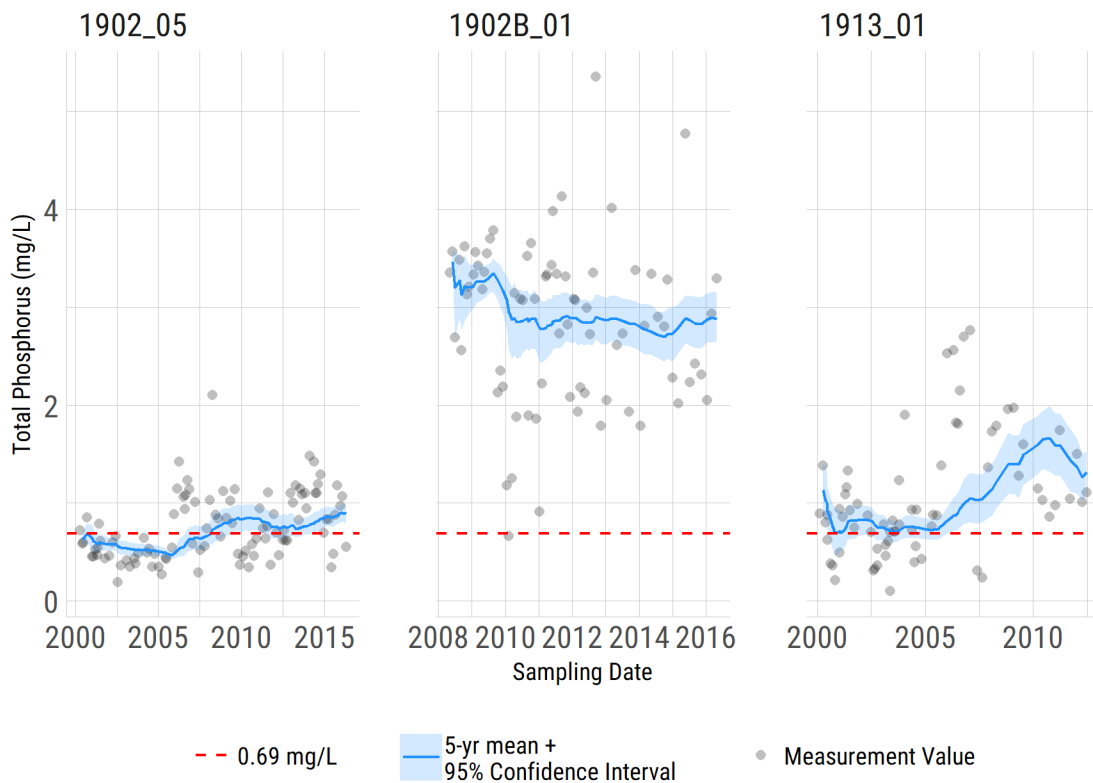 1902_05 1902B_01 1913_01
Total Phosphorus (mg/L)
4
2
0
2000 2005 2010 2015 2008 2010 2012 2014 2016 2000 2005 2010
Sampling Date
0.69 mg/L
5-yr mean +
95% Confidence Interval
Measurement Value